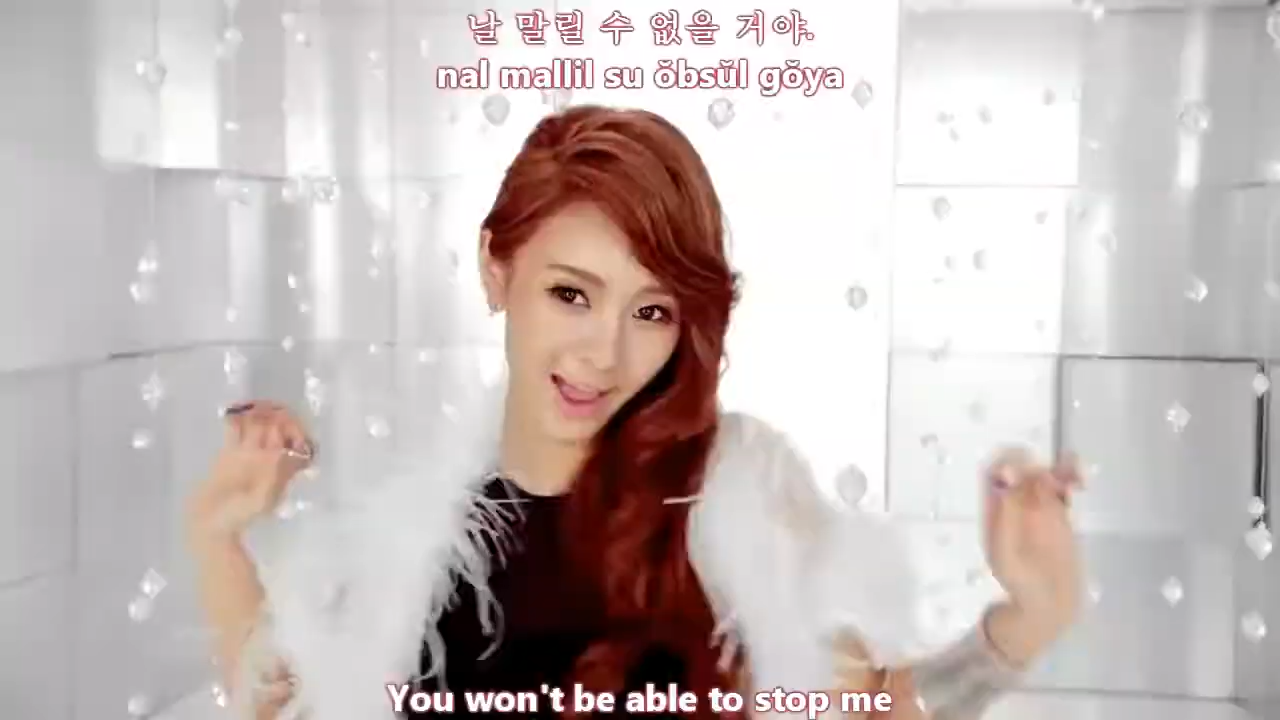 날 말릴 수 없을 거야.
nal mallil su ŏbsŭl gŏya
You won't be able to stop me